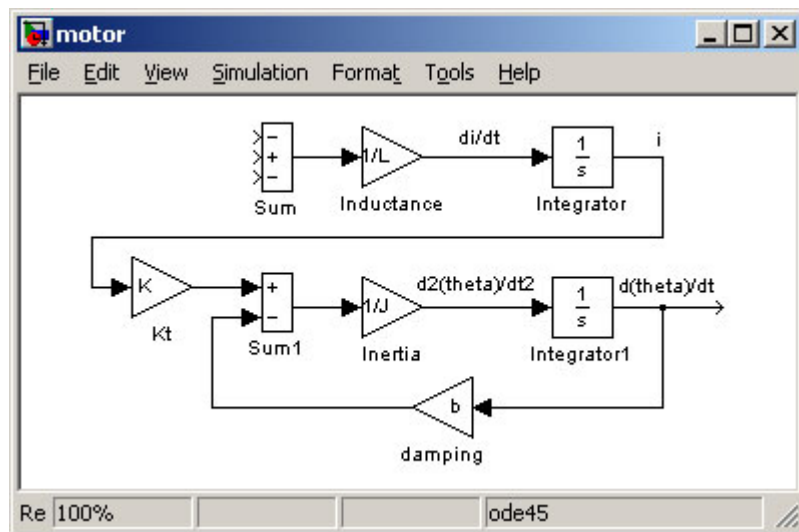 motor
File Edit View Simulation Format Tools Help
−
+
−
Sum
1/L
Inductance
di/dt
1
s
Integrator
i
K
Kt
+
−
Sum1
1/J
Inertia
d2(theta)/dt2
1
s
Integrator1
d(theta)/dt
b
damping
Re 100% ode45